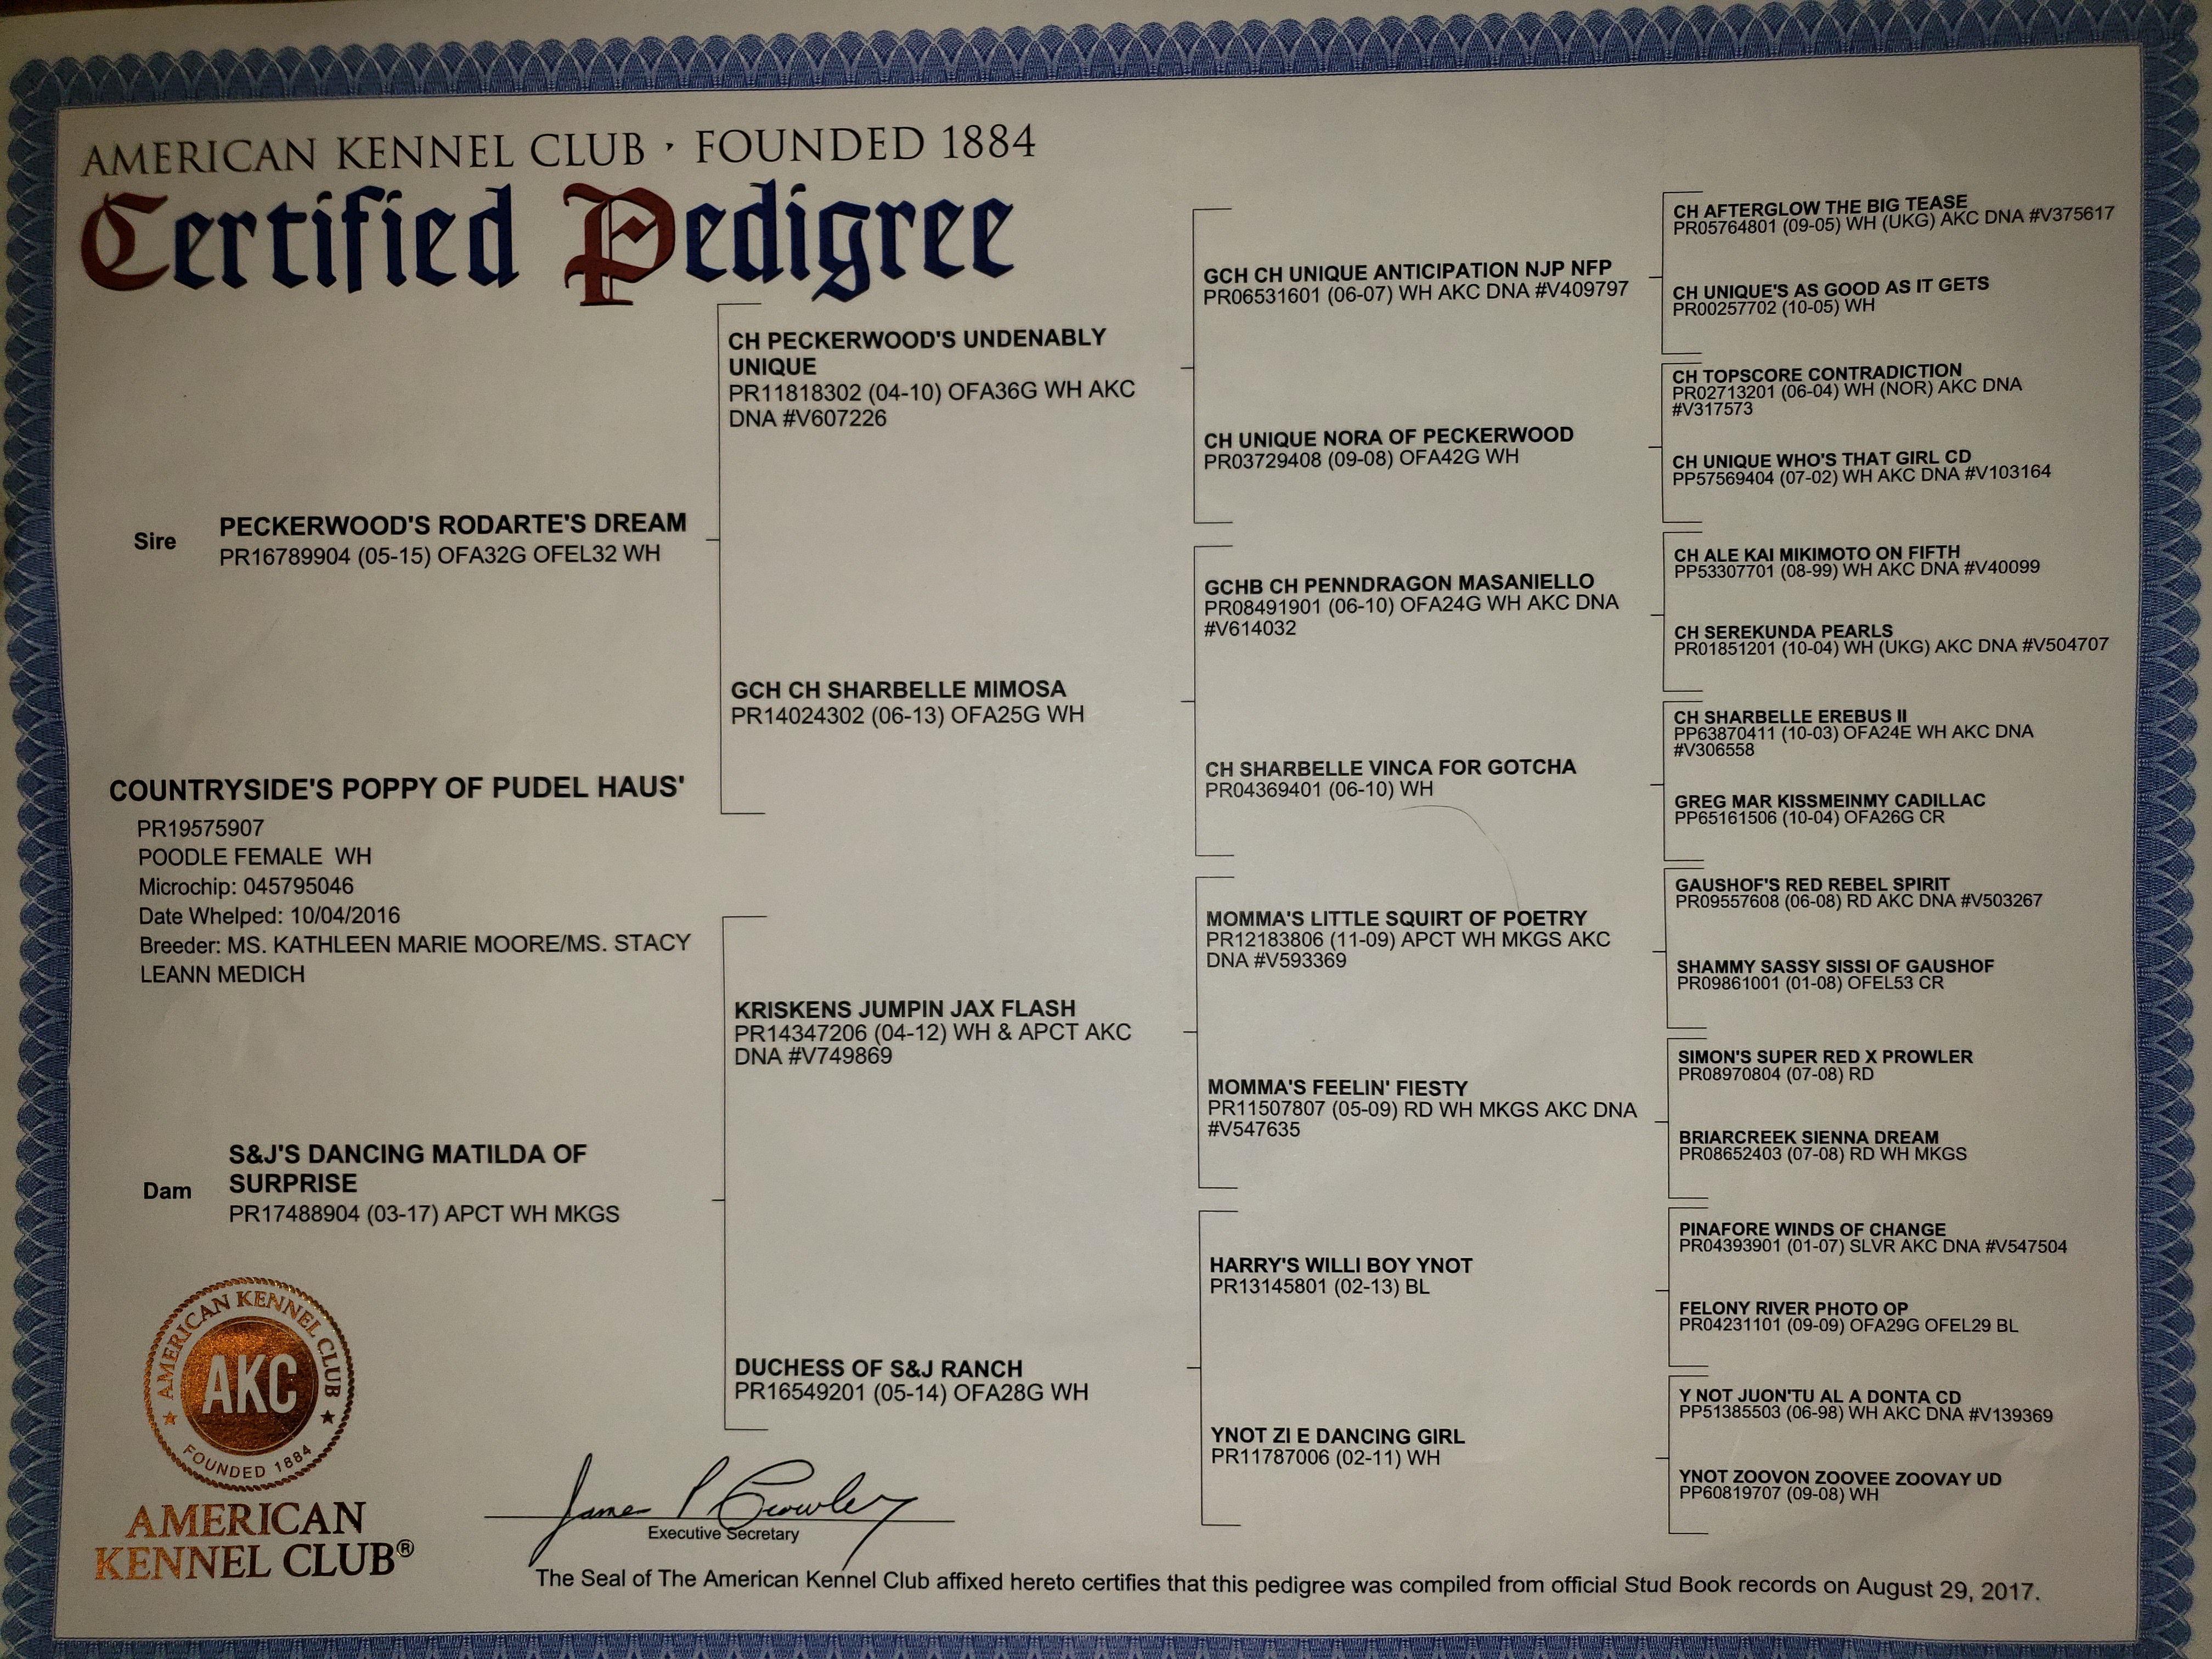 AMERICAN KENNEL CLUB · FOUNDED 1884
Certified Pedigree
Sire
PECKERWOOD'S RODARTE'S DREAM
PR16789904 (05-15) OFA32G OFEL32 WH
COUNTRYSIDE'S POPPY OF PUDEL HAUS'
PR19575907
POODLE FEMALE WH
Microchip: 045795046
Date Whelped: 10/04/2016
Breeder: MS. KATHLEEN MARIE MOORE/MS. STACY
LEANN MEDICH
Dam
S&J'S DANCING MATILDA OF
SURPRISE
PR17488904 (03-17) APCT WH MKGS
CH PECKERWOOD'S UNDENABLY
UNIQUE
PR11818302 (04-10) OFA36G WH AKC
DNA #V607226
GCH CH SHARBELLE MIMOSA
PR14024302 (06-13) OFA25G WH
KRISKENS JUMPIN JAX FLASH
PR14347206 (04-12) WH & APCT AKC
DNA #V749869
DUCHESS OF S&J RANCH
PR16549201 (05-14) OFA28G WH
GCH CH UNIQUE ANTICIPATION NJP NFP
PR06531601 (06-07) WH AKC DNA #V409797
CH UNIQUE NORA OF PECKERWOOD
PR03729408 (09-08) OFA42G WH
GCHB CH PENNDRAGON MASANIELLO
PR08491901 (06-10) OFA24G WH AKC DNA
#V614032
CH SHARBELLE VINCA FOR GOTCHA
PR04369401 (06-10) WH
MOMMA'S LITTLE SQUIRT OF POETRY
PR12183806 (11-09) APCT WH MKGS AKC
DNA #V593369
MOMMA'S FEELIN' FIESTY
PR11507807 (05-09) RD WH MKGS AKC DNA
#V547635
HARRY'S WILLI BOY YNOT
PR13145801 (02-13) BL
YNOT ZI E DANCING GIRL
PR11787006 (02-11) WH
CH AFTERGLOW THE BIG TEASE
PR05764801 (09-05) WH (UKG) AKC DNA #V375617
CH UNIQUE'S AS GOOD AS IT GETS
PR00257702 (10-05) WH
CH TOPSCORE CONTRADICTION
PR02713201 (06-04) WH (NOR) AKC DNA
#V317573
CH UNIQUE WHO'S THAT GIRL CD
PP57569404 (07-02) WH AKC DNA #V103164
CH ALE KAI MIKIMOTO ON FIFTH
PP53307701 (08-99) WH AKC DNA #V40099
CH SEREKUNDA PEARLS
PR01851201 (10-04) WH (UKG) AKC DNA #V504707
CH SHARBELLE EREBUS II
PP63870411 (10-03) OFA24E WH AKC DNA
#V306558
GREG MAR KISSMEINMY CADILLAC
PP65161506 (10-04) OFA26G CR
GAUSHOF'S RED REBEL SPIRIT
PR09557608 (06-08) RD AKC DNA #V503267
SHAMMY SASSY SISSI OF GAUSHOF
PR09861001 (01-08) OFEL53 CR
SIMON'S SUPER RED X PROWLER
PR08970804 (07-08) RD
BRIARCREEK SIENNA DREAM
PR08652403 (07-08) RD WH MKGS
PINAFORE WINDS OF CHANGE
PR04393901 (01-07) SLVR AKC DNA #V547504
FELONY RIVER PHOTO OP
PR04231101 (09-09) OFA29G OFEL29 BL
Y NOT JUON'TU AL A DONTA CD
PP51385503 (06-98) WH AKC DNA #V139369
YNOT ZOOVON ZOOVEE ZOOVAY UD
PP60819707 (09-08) WH
AMERICAN KENNEL CLUB
AKC
FOUNDED 1884
AMERICAN
KENNEL CLUB®
James P Crowley
Executive Secretary
The Seal of The American Kennel Club affixed hereto certifies that this pedigree was compiled from official Stud Book records on August 29, 2017.